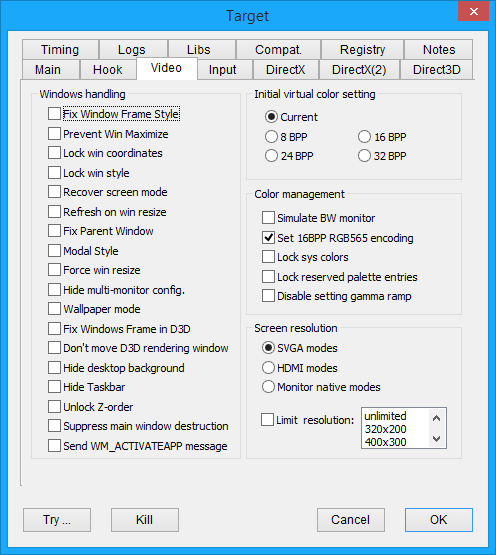 Target
Timing Logs Libs Compat. Registry Notes
Main Hook Video Input DirectX DirectX(2) Direct3D
Windows handling
Fix Window Frame Style
Prevent Win Maximize
Lock win coordinates
Lock win style
Recover screen mode
Refresh on win resize
Fix Parent Window
Modal Style
Force win resize
Hide multi-monitor config.
Wallpaper mode
Fix Windows Frame in D3D
Don't move D3D rendering window
Hide desktop background
Hide Taskbar
Unlock Z-order
Suppress main window destruction
Send WM_ACTIVATEAPP message
Initial virtual color setting
Current
8 BPP 16 BPP
24 BPP 32 BPP
Color management
Simulate BW monitor
Set 16BPP RGB565 encoding
Lock sys colors
Lock reserved palette entries
Disable setting gamma ramp
Screen resolution
SVGA modes
HDMI modes
Monitor native modes
Limit resolution:
unlimited
320x200
400x300
Try ... Kill Cancel OK